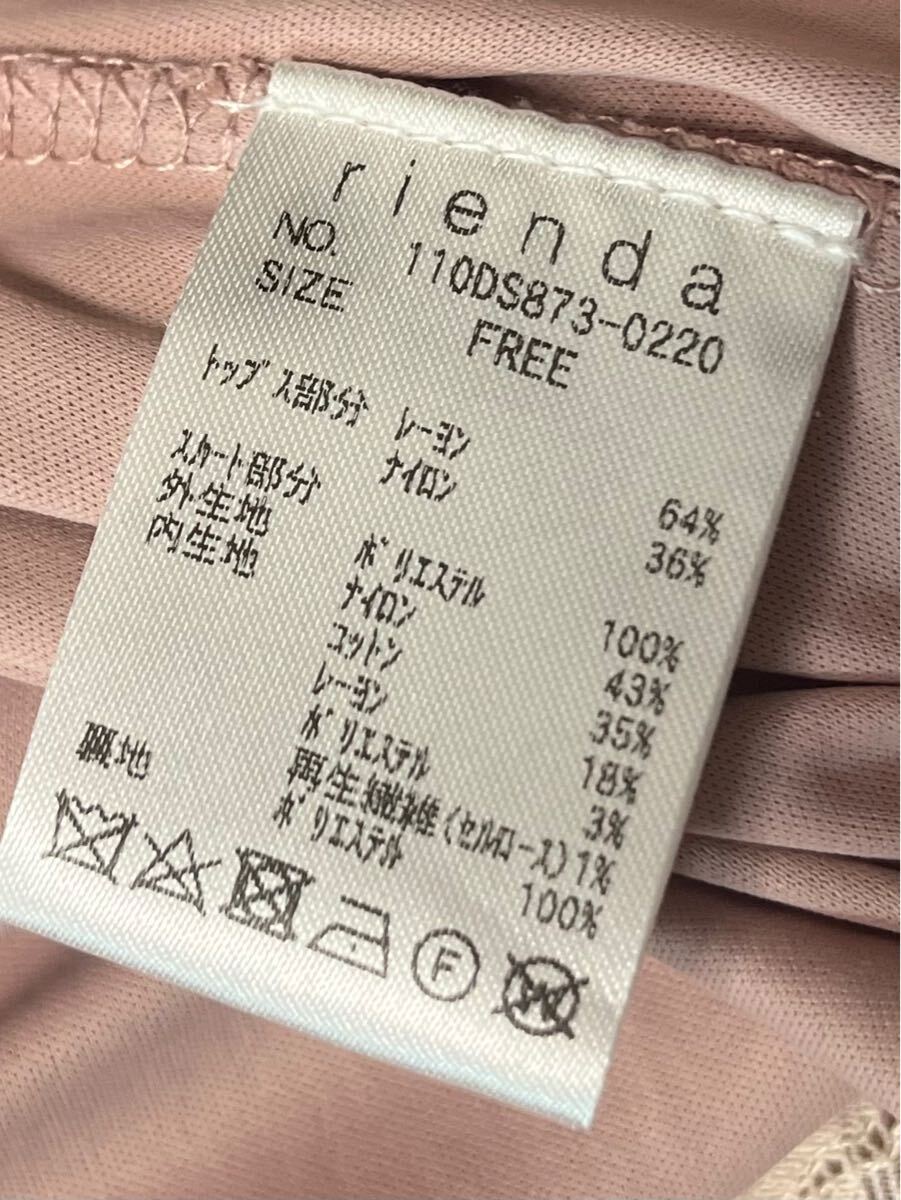 rienda
NO. 110DS873-0220
SIZE FREE
トップス部分 レーヨン 64%
ナイロン 36%
スカート部分
外生地 ポリエステル 100%
内生地 ナイロン 43%
コットン 35%
レーヨン 18%
ポリエステル 3%
再生繊維(セルロース) 1%
裏地 ポリエステル 100%
F